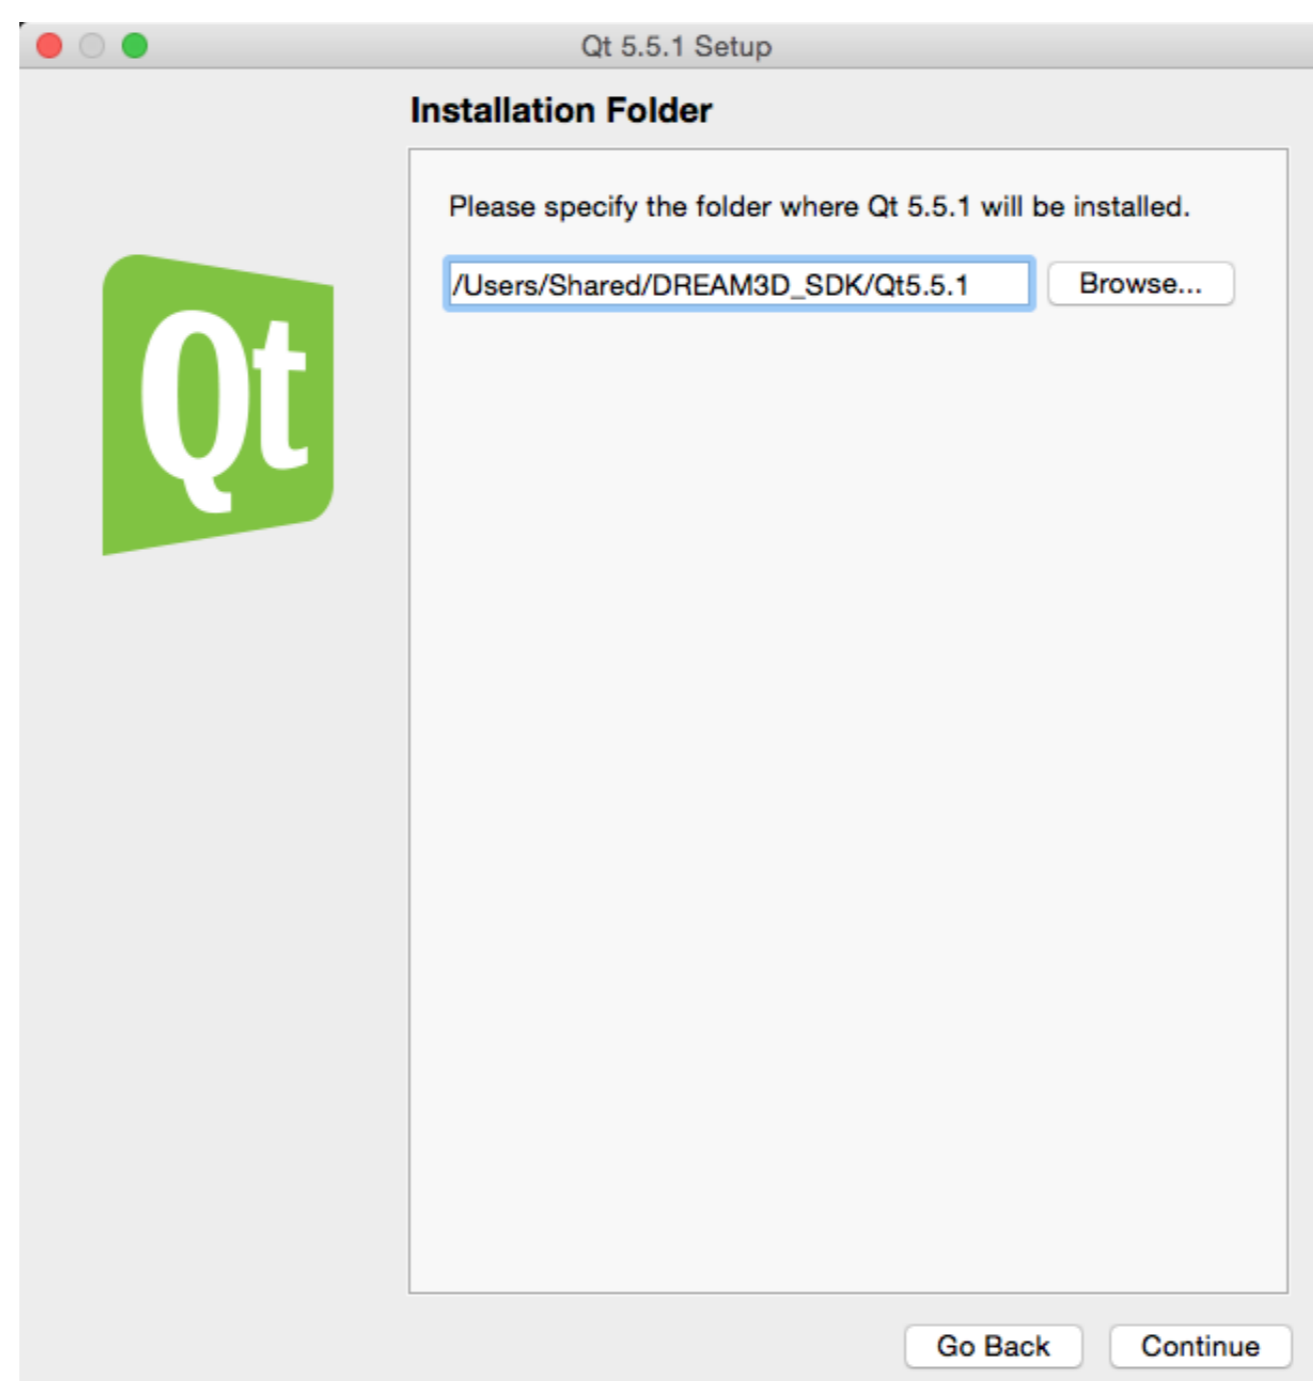 Qt 5.5.1 Setup
Installation Folder
Please specify the folder where Qt 5.5.1 will be installed.
/Users/Shared/DREAM3D_SDK/Qt5.5.1
Browse...
Qt
Go Back
Continue